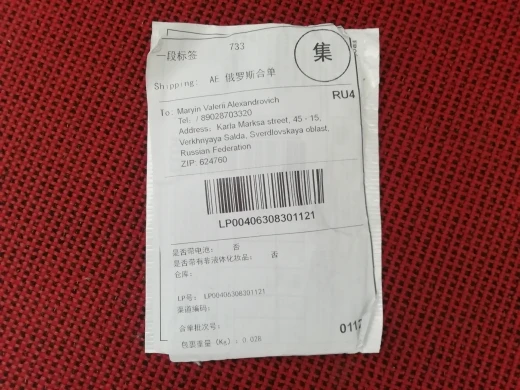 733
一段标签
集
Shipping: AE 俄罗斯合单
RU4
To: Maryin Valerii Alexandrovich
Tel: / 89028703320
Address: Karla Marksa street, 45 - 15,
Verkhnyaya Salda, Sverdlovskaya oblast,
Russian Federation
ZIP: 624760
LP00406308301121
是否带电池: 否
是否带有非液体化妆品: 否
仓库:
LP号: LP00406308301121
渠道编码:
合单批次号:
0112
包裹重量 (Kg): 0.028